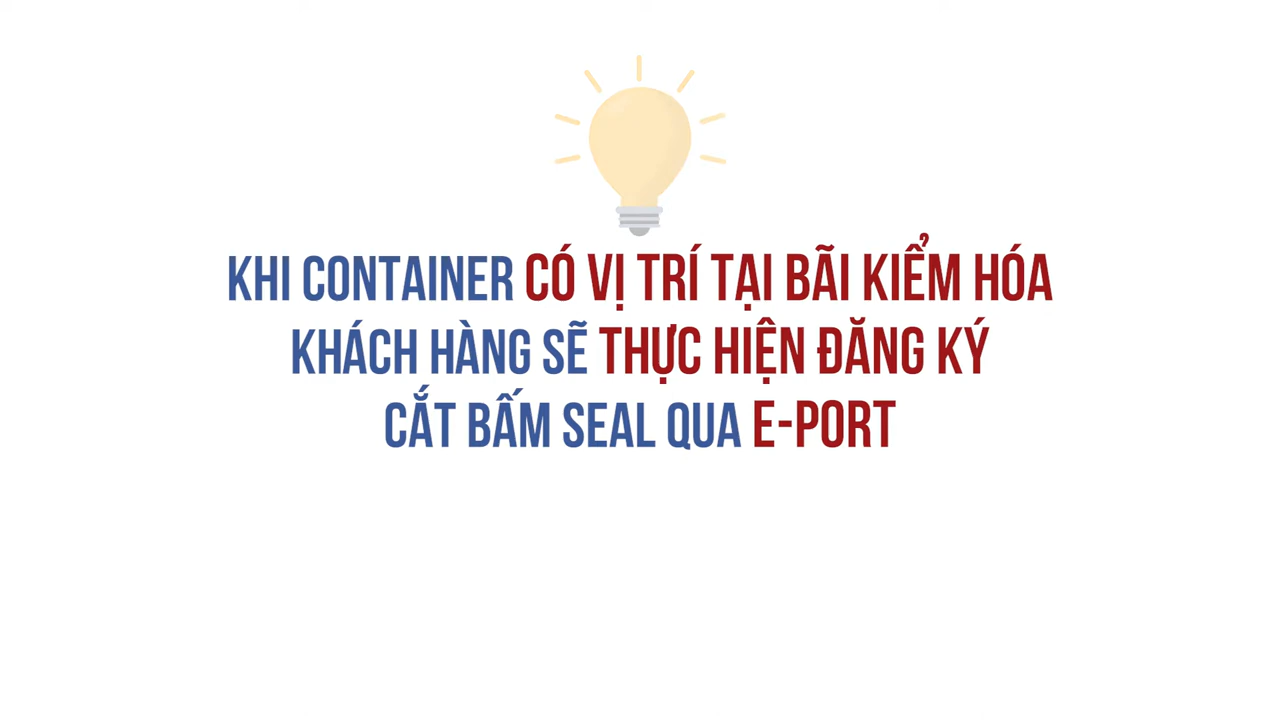 KHI CONTAINER CÓ VỊ TRÍ TẠI BÃI KIỂM HÓA
KHÁCH HÀNG SẼ THỰC HIỆN ĐĂNG KÝ
CẮT BẤM SEAL QUA E-PORT